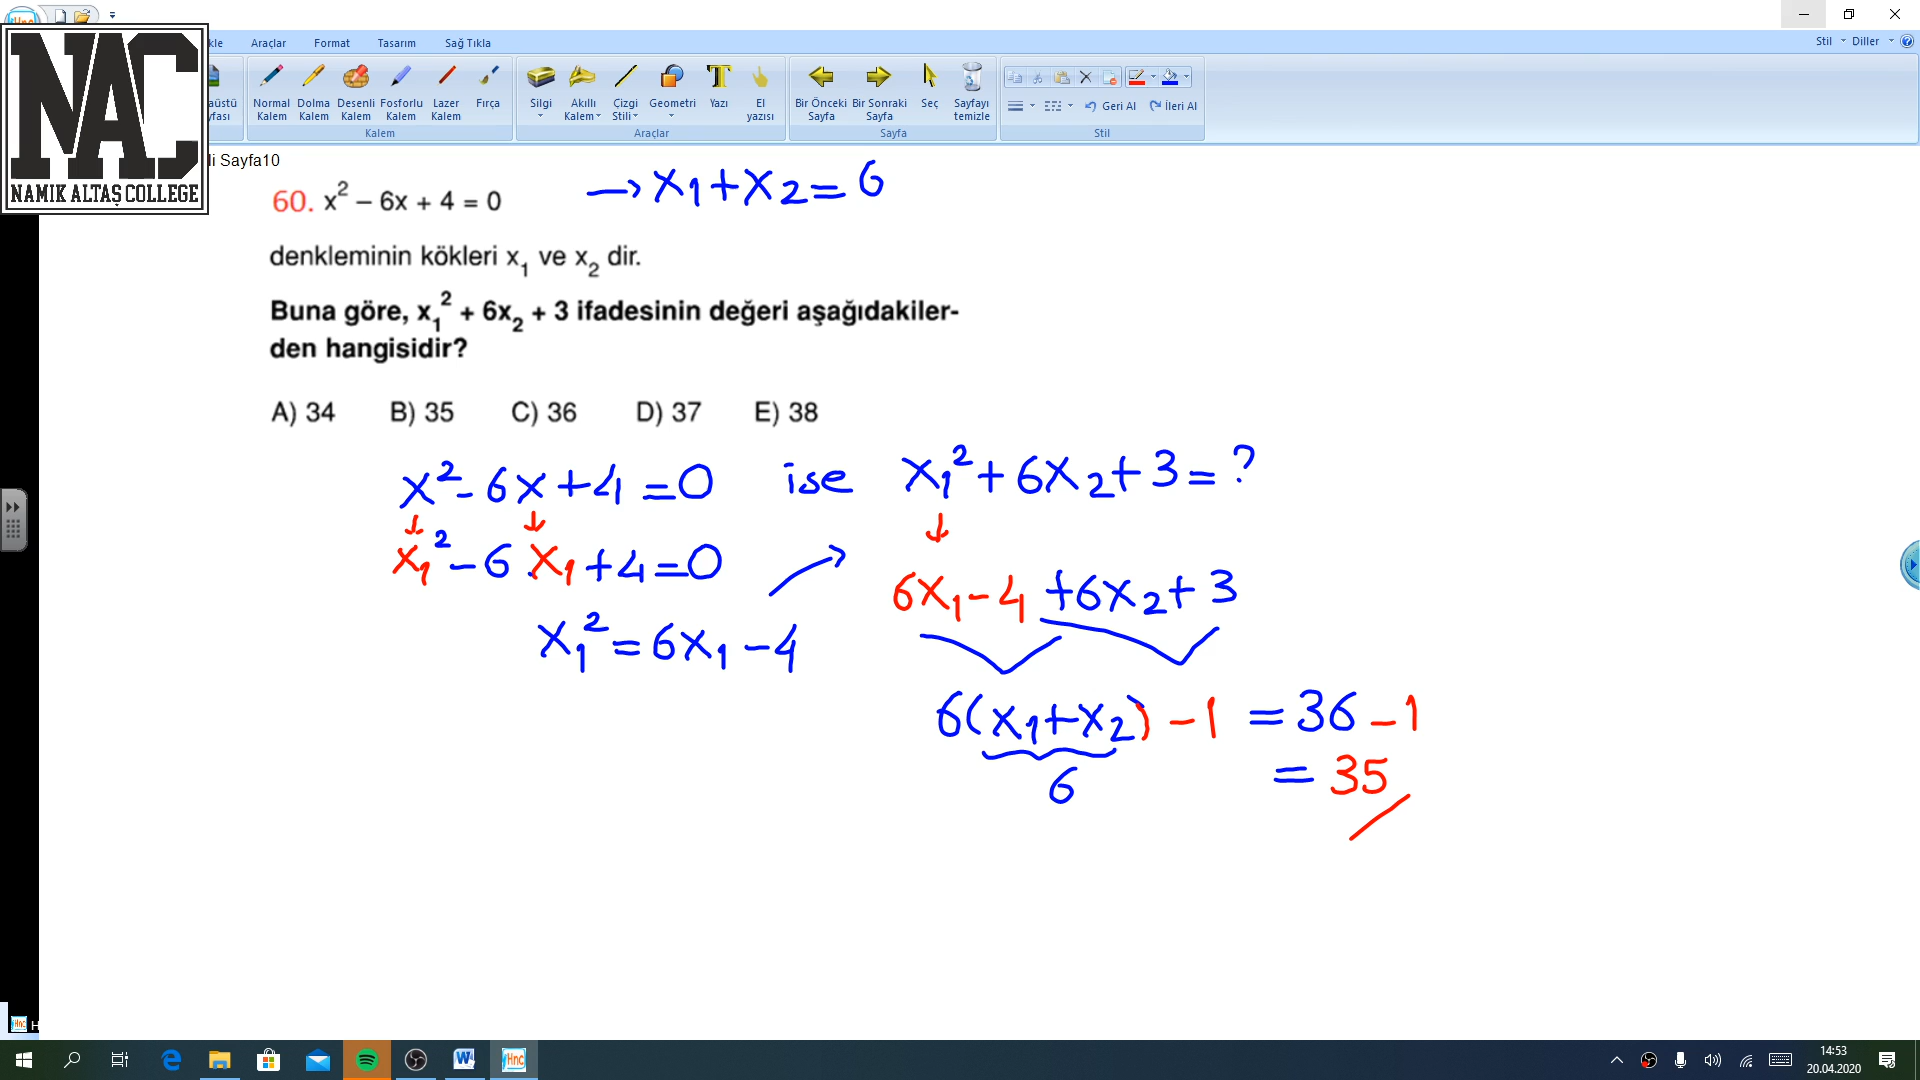 kle Araçlar Format Tasarım Sağ Tıkla Stil Diller
NAC
NAMIK ALTAŞ COLLEGE
Normal Kalem Dolma Kalem Desenli Kalem Fosforlu Kalem Lazer Kalem Fırça Silgi Akıllı Kalem Çizgi Stili Geometri Yazı El yazısı Bir Önceki Sayfa Bir Sonraki Sayfa Seç Sayfayı temizle Geri Al İleri Al
Kalem Araçlar Sayfa Stil
li Sayfa10
60. x² – 6x + 4 = 0 → x₁+x₂=6
denkleminin kökleri x₁ ve x₂ dir.
Buna göre, x₁² + 6x₂ + 3 ifadesinin değeri aşağıdakiler-
den hangisidir?
A) 34 B) 35 C) 36 D) 37 E) 38
x²-6x+4=0 ise x₁²+6x₂+3=?
x₁²-6x₁+4=0
6x₁-4+6x₂+3
x₁²=6x₁-4
6(x₁+x₂)-1 =36-1
6 =35
14:53
20.04.2020